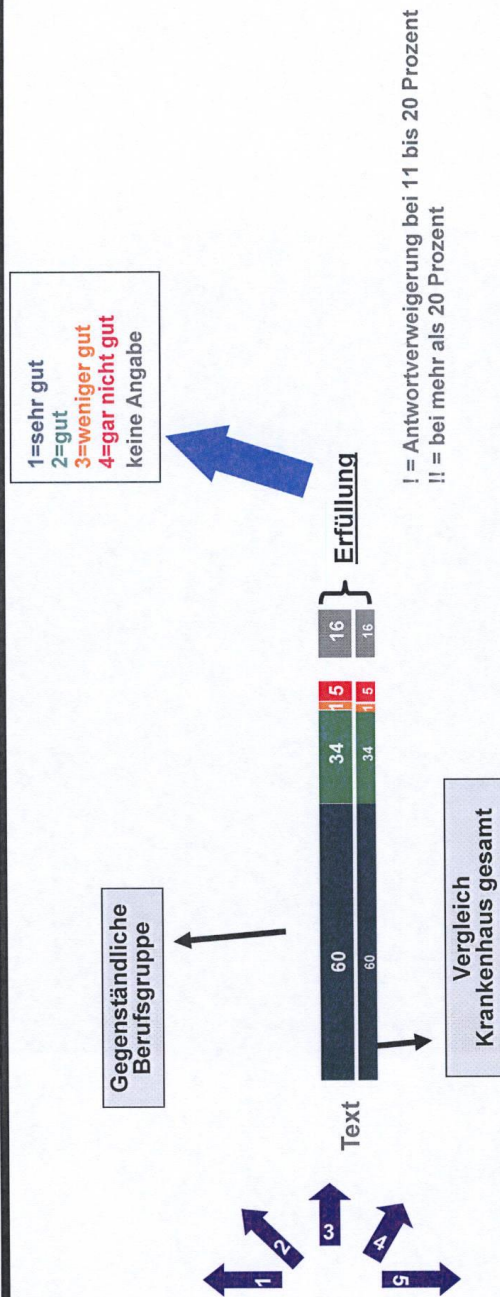 1=sehr gut
2=gut
3=weniger gut
4=gar nicht gut
keine Angabe
Gegenständliche
Berufsgruppe
1
2
3
4
5
Text
60 34 1 5 16
60 34 1 5 16
Erfüllung
Vergleich
Krankenhaus gesamt
! = Antwortverweigerung bei 11 bis 20 Prozent
!! = bei mehr als 20 Prozent